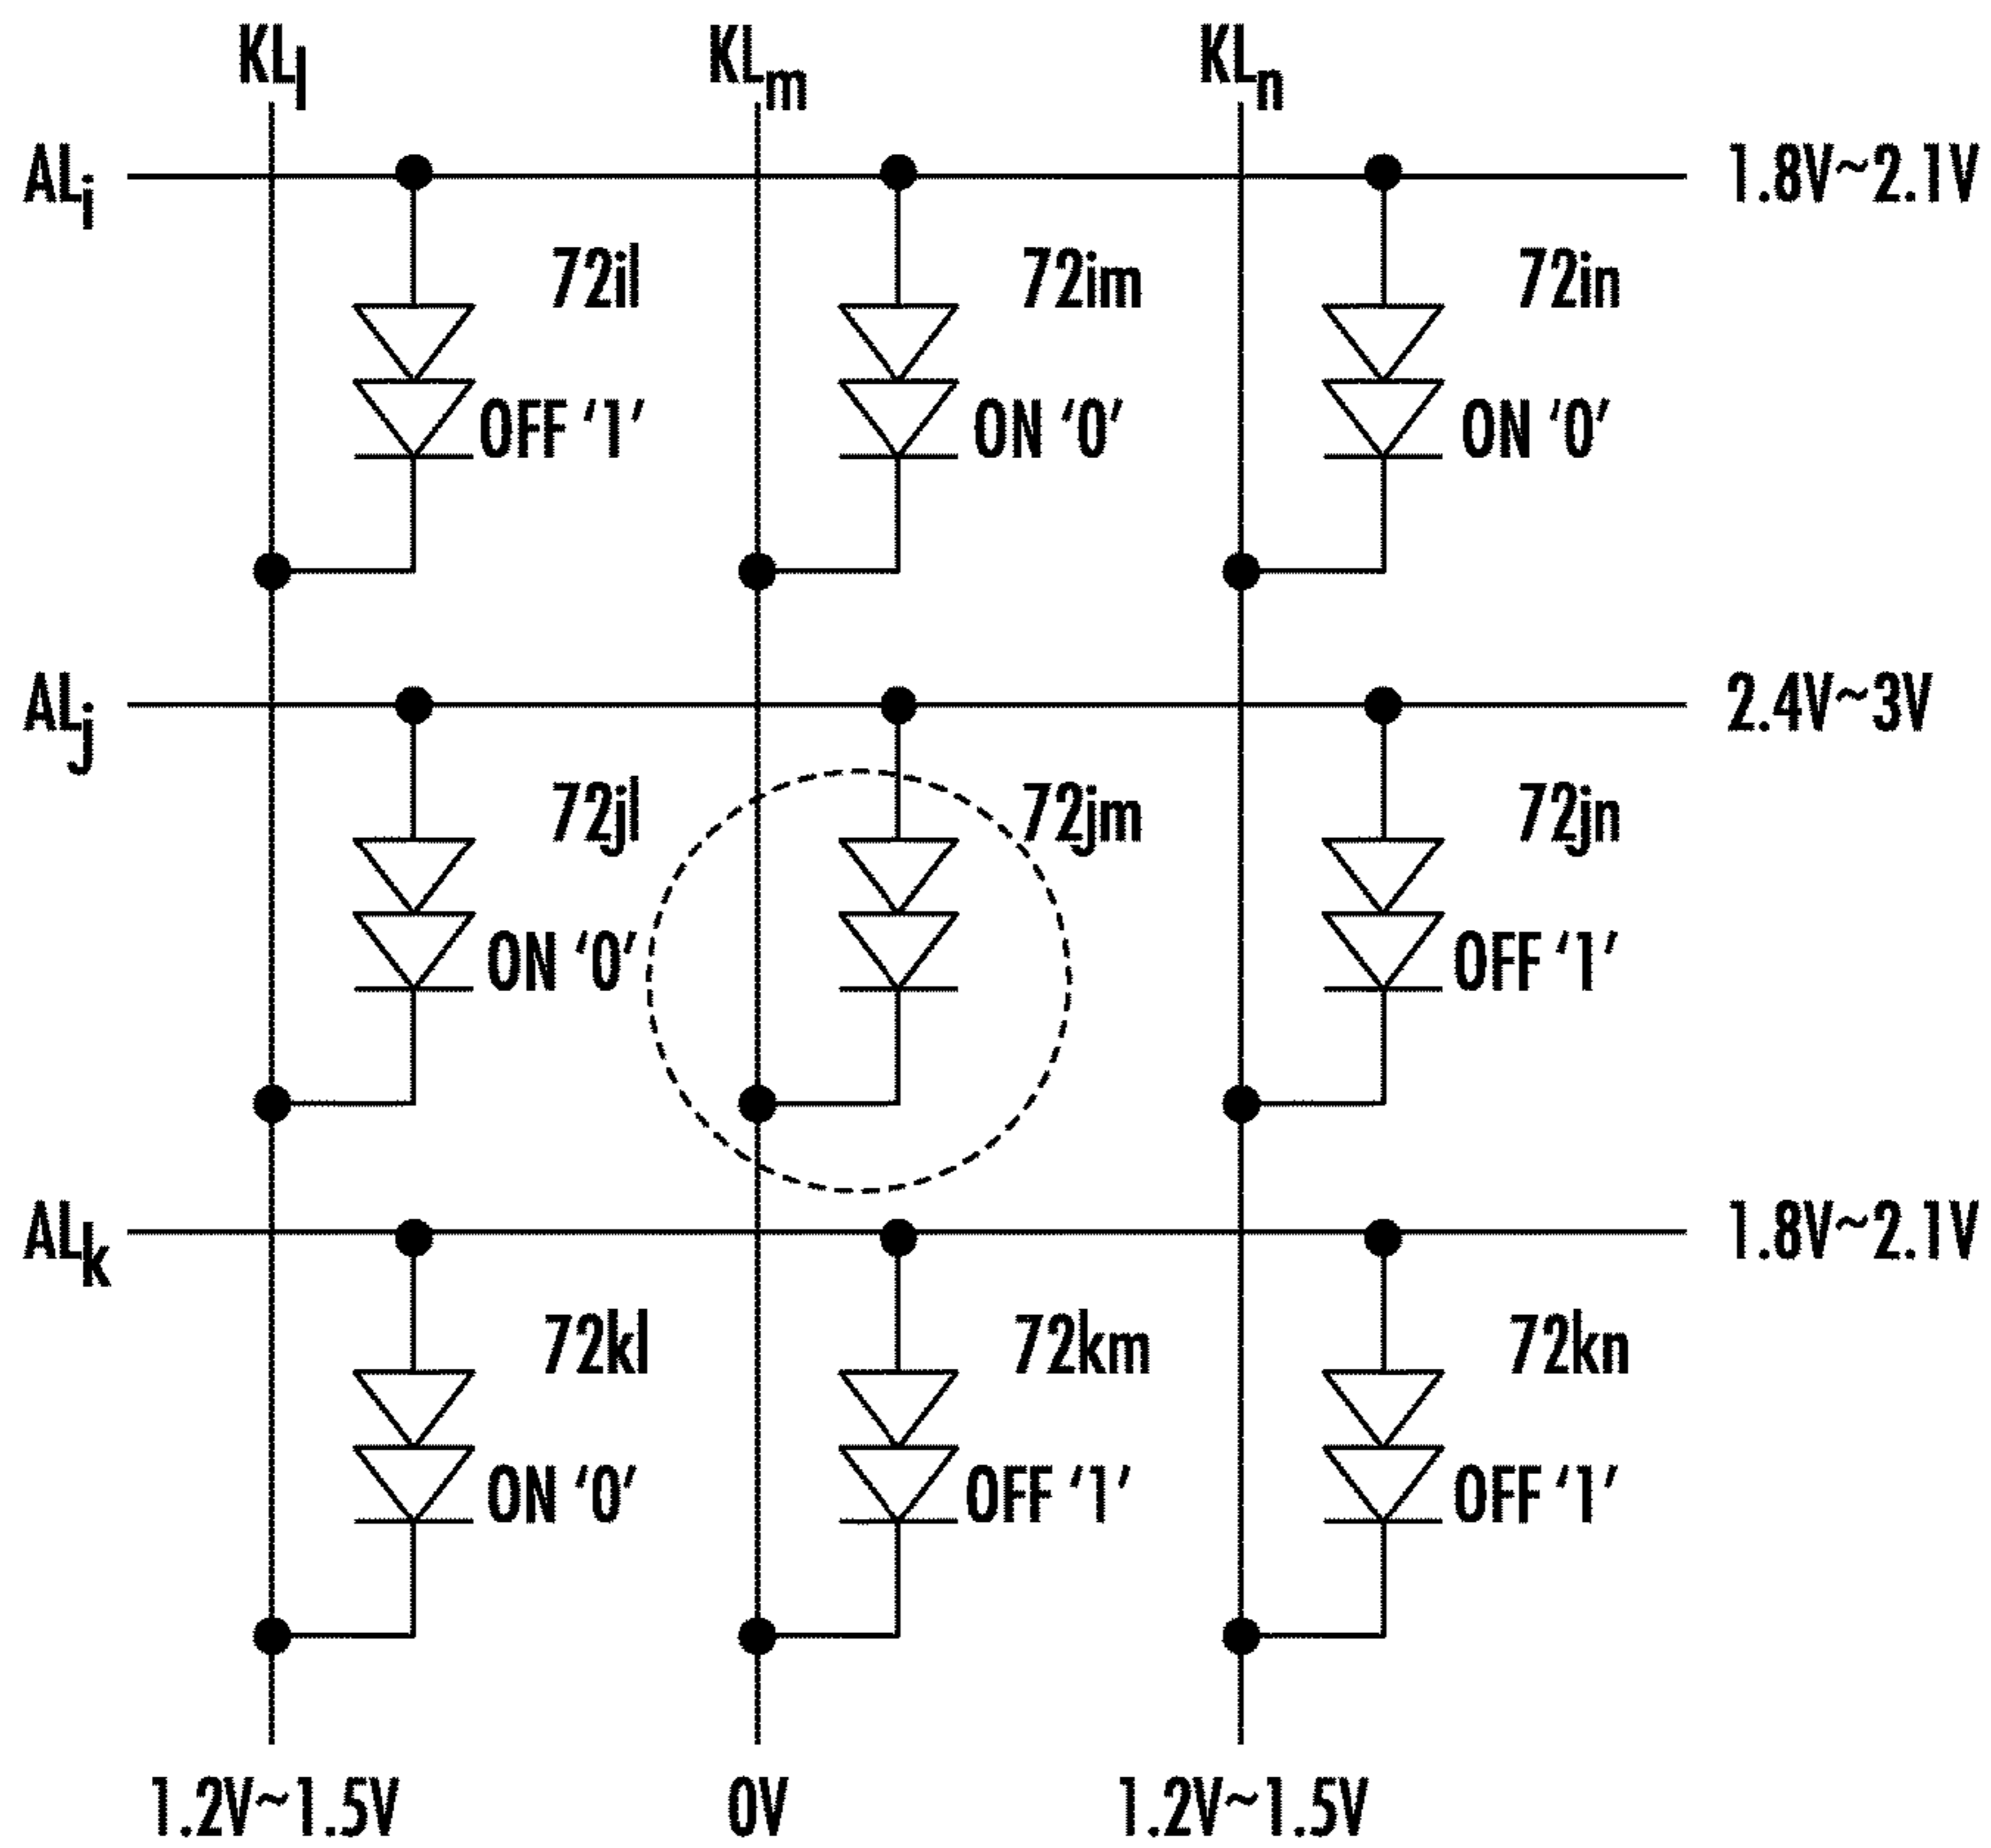 KLl KLm KLn
ALi 1.8V~2.1V
72il 72im 72in
OFF ‘1’ ON ‘0’ ON ‘0’
ALj 2.4V~3V
72jl 72jm 72jn
ON ‘0’ OFF ‘1’
ALk 1.8V~2.1V
72kl 72km 72kn
ON ‘0’ OFF ‘1’ OFF ‘1’
1.2V~1.5V 0V 1.2V~1.5V